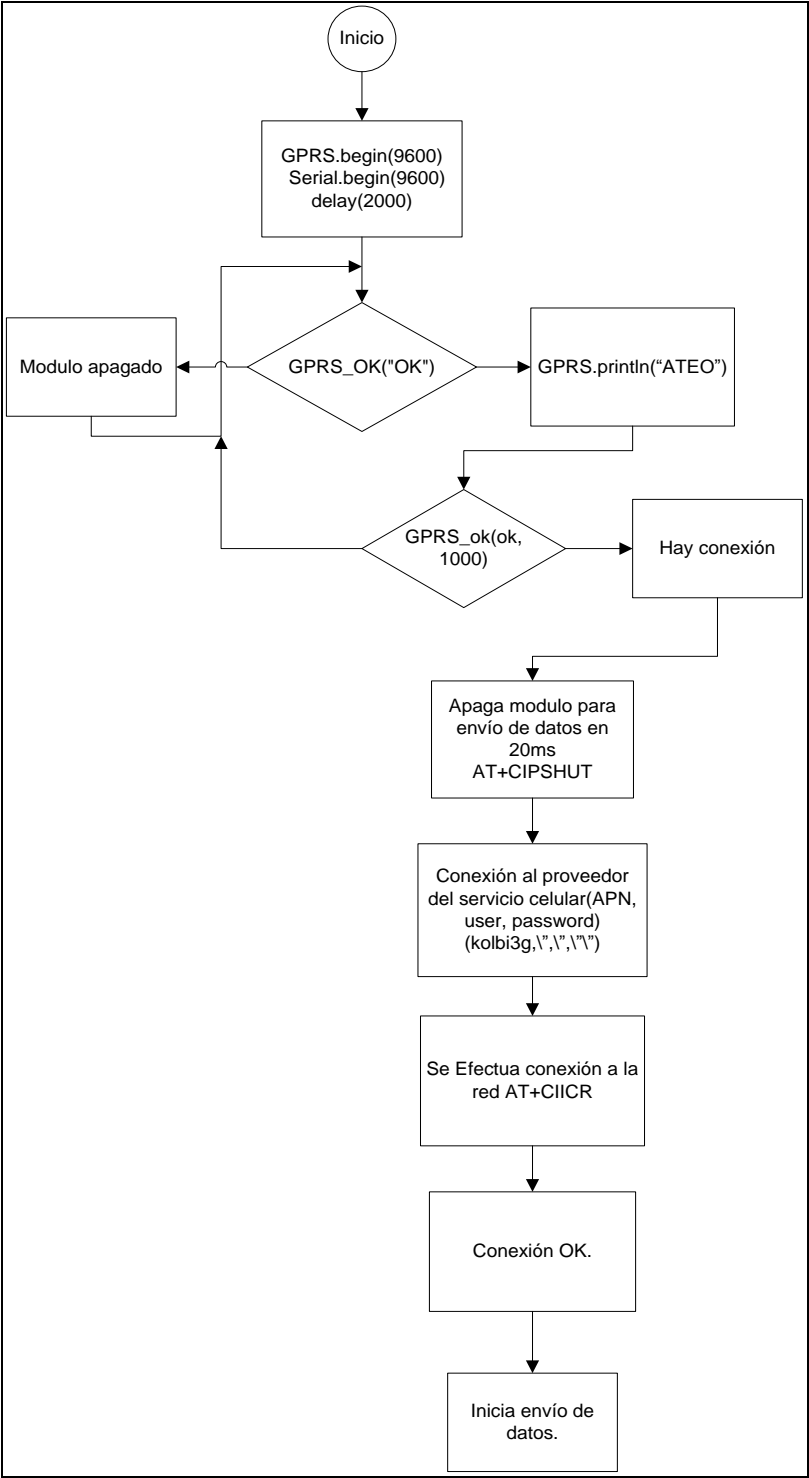 Inicio
GPRS.begin(9600)
Serial.begin(9600)
delay(2000)
Modulo apagado
GPRS_OK("OK")
GPRS.println(“ATEO”)
GPRS_ok(ok,
1000)
Hay conexión
Apaga modulo para
envío de datos en
20ms
AT+CIPSHUT
Conexión al proveedor
del servicio celular(APN,
user, password)
(kolbi3g,\”,\”,\”\”)
Se Efectua conexión a la
red AT+CIICR
Conexión OK.
Inicia envío de
datos.